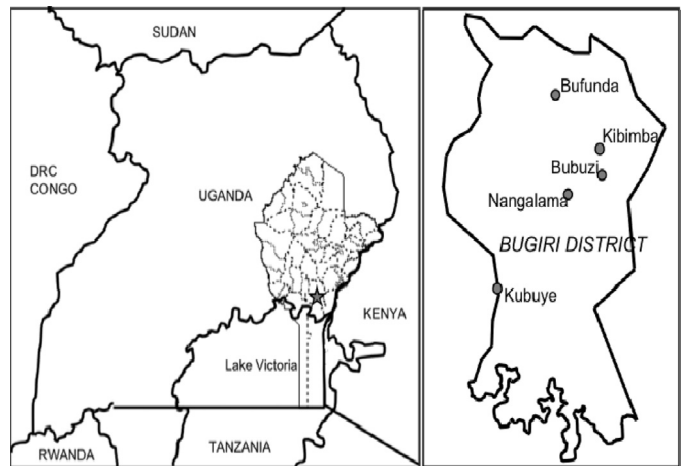 SUDAN
DRC
CONGO
UGANDA
KENYA
Lake Victoria
RWANDA
TANZANIA
Bufunda
Kibimba
Bubuzi
Nangalama
BUGIRI DISTRICT
Kubuye